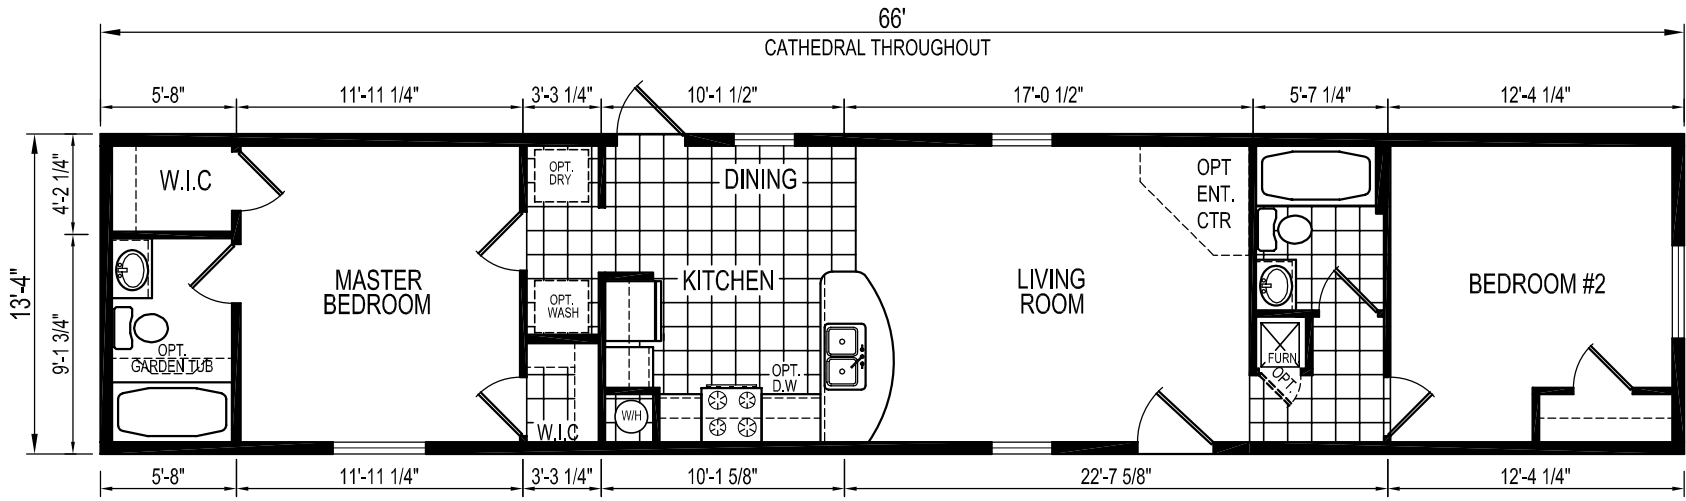 66'
CATHEDRAL THROUGHOUT
5'-8" 11'-11 1/4" 3'-3 1/4" 10'-1 1/2" 17'-0 1/2" 5'-7 1/4" 12'-4 1/4"
13'-4"
4'-2 1/4"
9'-1 3/4"
W.I.C
MASTER
BEDROOM
OPT.
GARDEN TUB
OPT.
DRY
OPT.
WASH
W.I.C
DINING
KITCHEN
OPT.
D.W
W/H
LIVING
ROOM
OPT
ENT.
CTR
FURN
OPT
BEDROOM #2
5'-8" 11'-11 1/4" 3'-3 1/4" 10'-1 5/8" 22'-7 5/8" 12'-4 1/4"